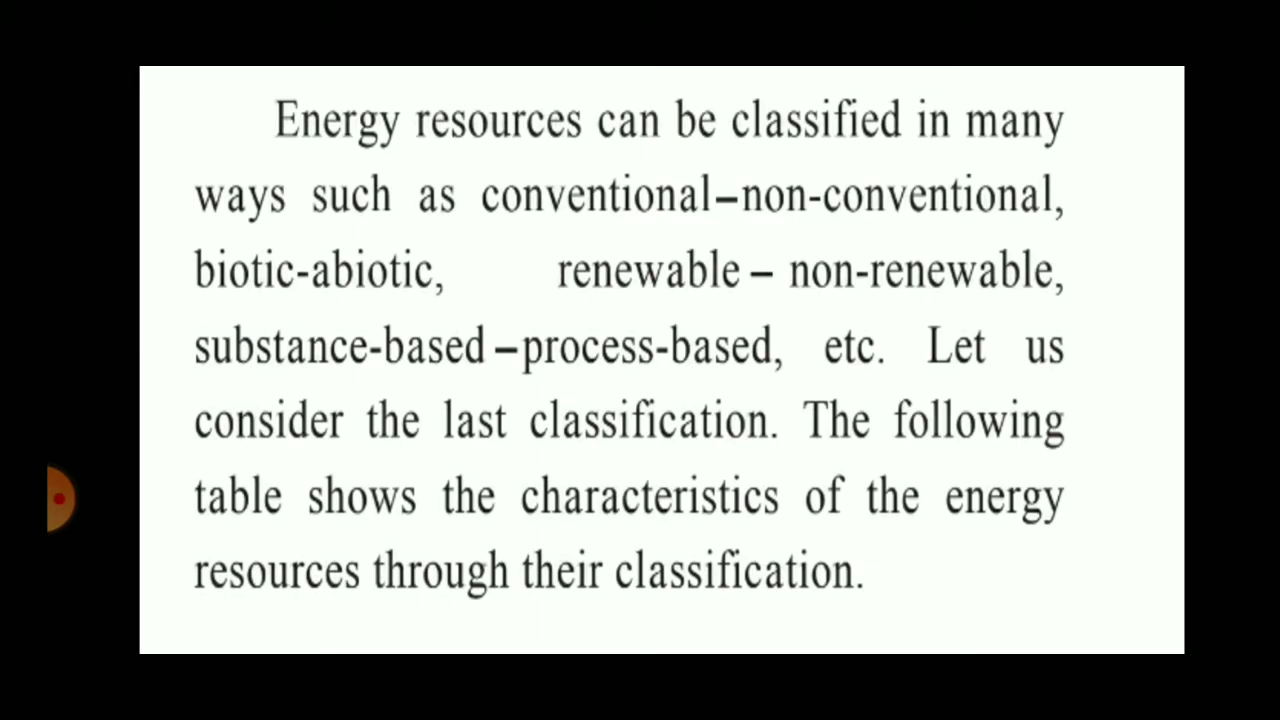 Energy resources can be classified in many
ways such as conventional–non-conventional,
biotic-abiotic, renewable – non-renewable,
substance-based –process-based, etc. Let us
consider the last classification. The following
table shows the characteristics of the energy
resources through their classification.